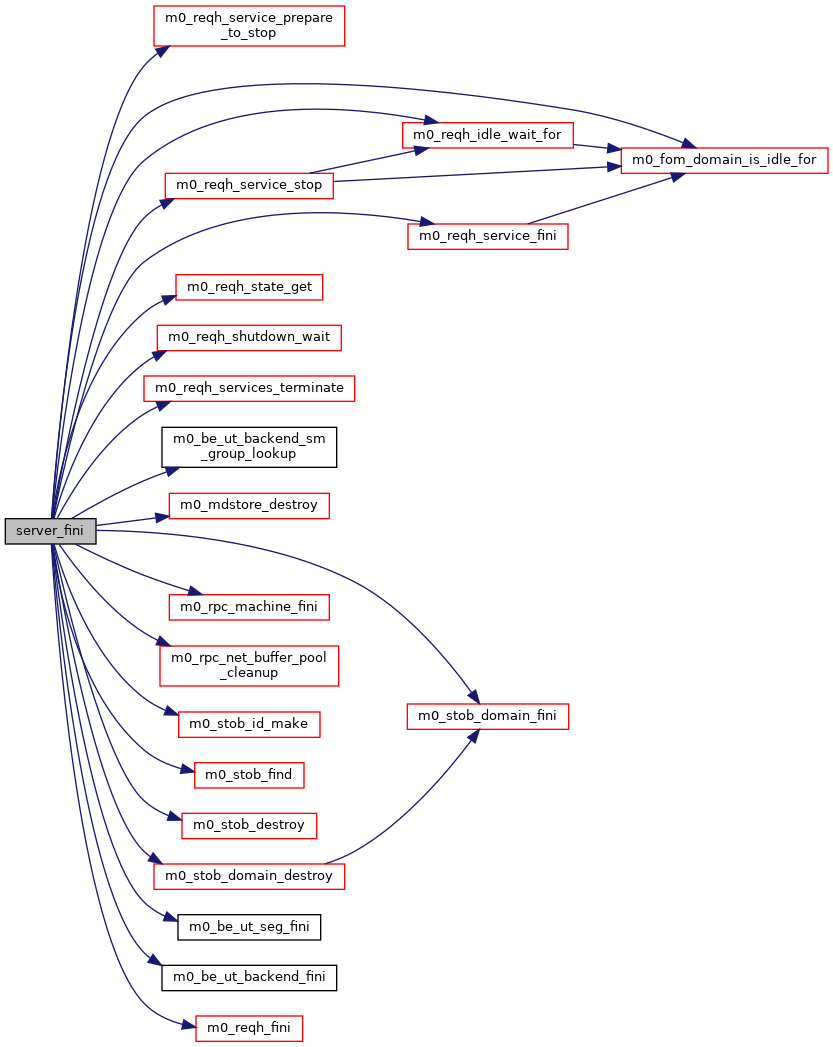 m0_reqh_service_prepare
_to_stop
m0_reqh_idle_wait_for
m0_fom_domain_is_idle_for
m0_reqh_service_stop
m0_reqh_service_fini
m0_reqh_state_get
m0_reqh_shutdown_wait
m0_reqh_services_terminate
m0_be_ut_backend_sm
_group_lookup
m0_mdstore_destroy
server_fini
m0_rpc_machine_fini
m0_rpc_net_buffer_pool
_cleanup
m0_stob_domain_fini
m0_stob_id_make
m0_stob_find
m0_stob_destroy
m0_stob_domain_destroy
m0_be_ut_seg_fini
m0_be_ut_backend_fini
m0_reqh_fini